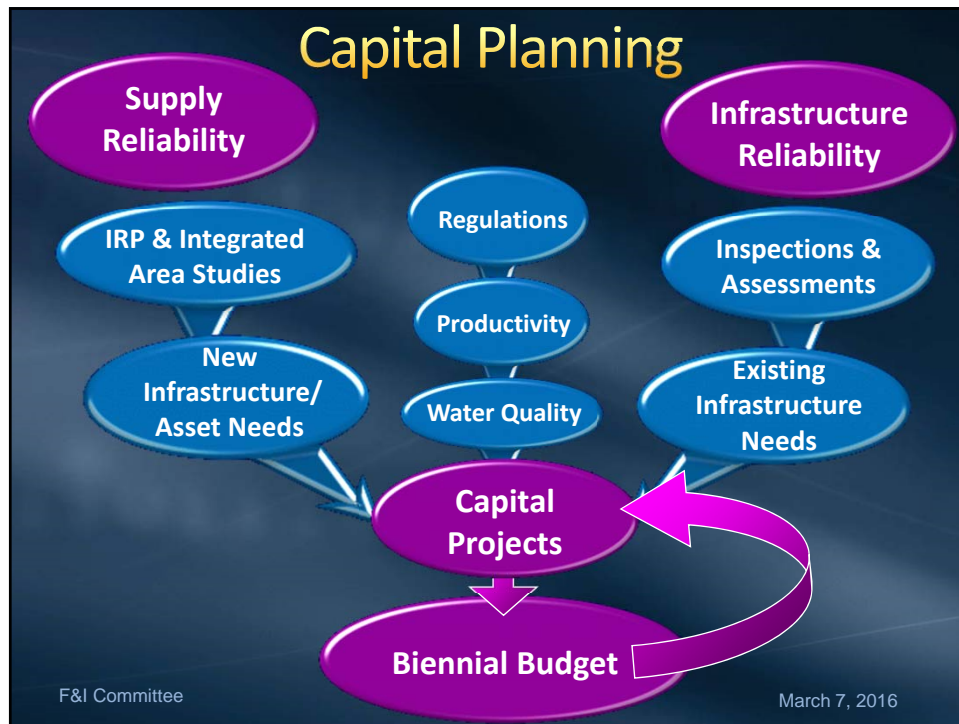 Capital Planning
Supply
Reliability
Infrastructure
Reliability
IRP & Integrated
Area Studies
Regulations
Inspections &
Assessments
Productivity
New
Infrastructure/
Asset Needs
Water Quality
Existing
Infrastructure
Needs
Capital
Projects
Biennial Budget
F&I Committee
March 7, 2016